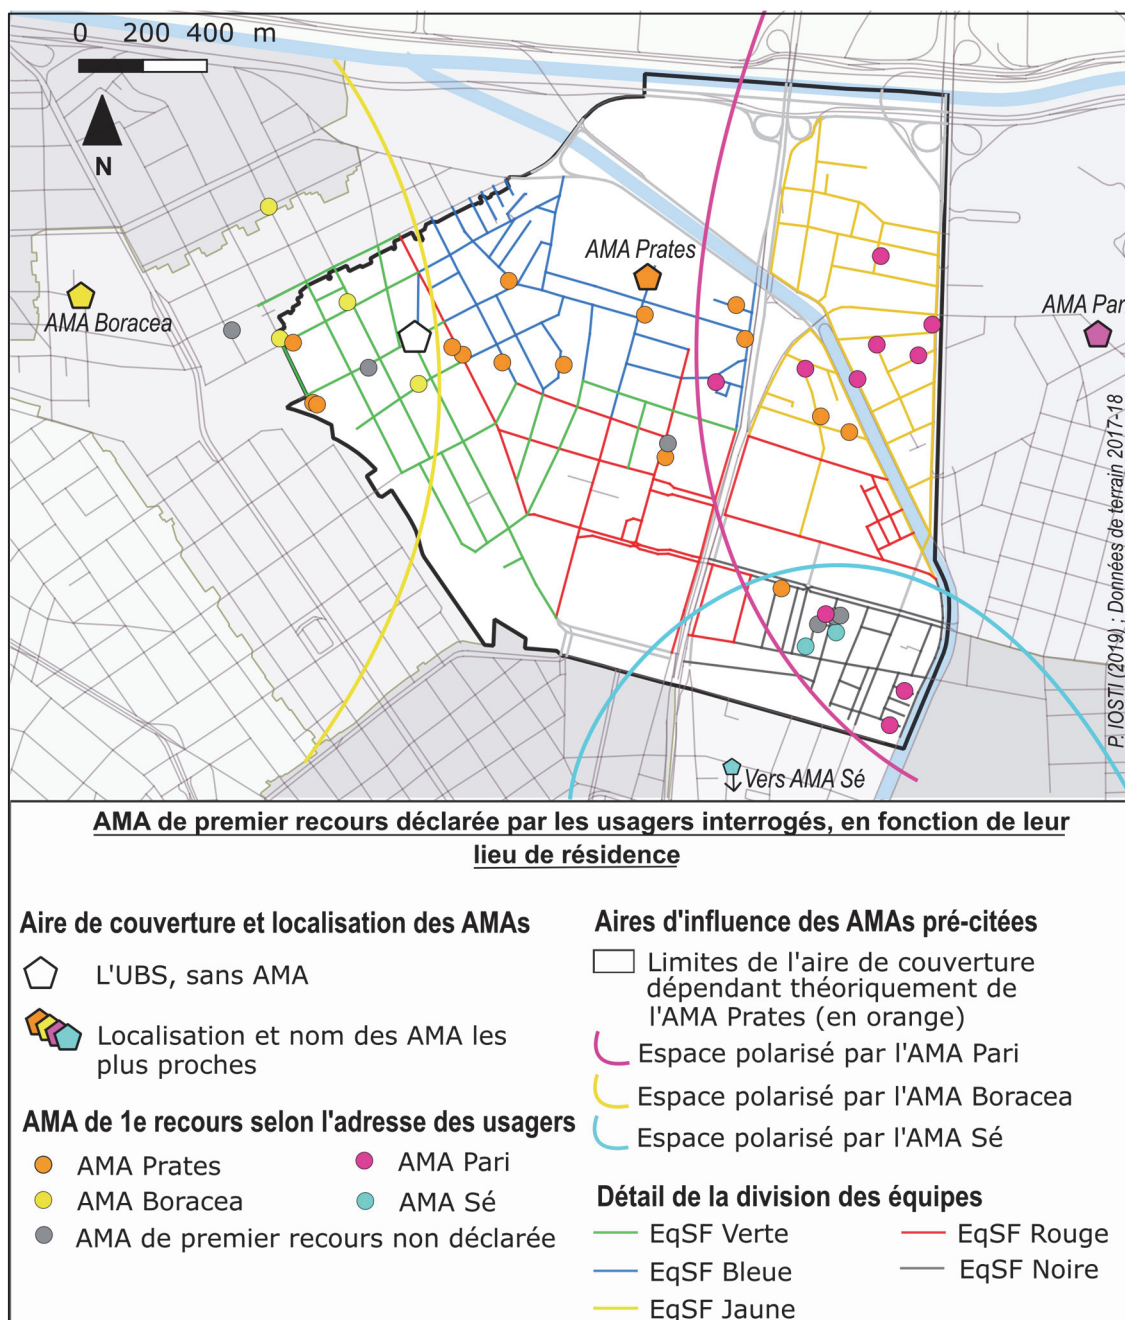 0 200 400 m
N
AMA Prates
AMA Boracea
AMA Pari
Vers AMA Sé
P. IOSTI (2019) ; Données de terrain 2017-18
AMA de premier recours déclarée par les usagers interrogés, en fonction de leur
lieu de résidence
Aire de couverture et localisation des AMAs
L'UBS, sans AMA
Localisation et nom des AMA les
plus proches
AMA de 1e recours selon l'adresse des usagers
AMA Prates
AMA Pari
AMA Boracea
AMA Sé
AMA de premier recours non déclarée
Aires d'influence des AMAs pré-citées
Limites de l'aire de couverture
dépendant théoriquement de
l'AMA Prates (en orange)
Espace polarisé par l'AMA Pari
Espace polarisé par l'AMA Boracea
Espace polarisé par l'AMA Sé
Détail de la division des équipes
EqSF Verte
EqSF Rouge
EqSF Bleue
EqSF Noire
EqSF Jaune